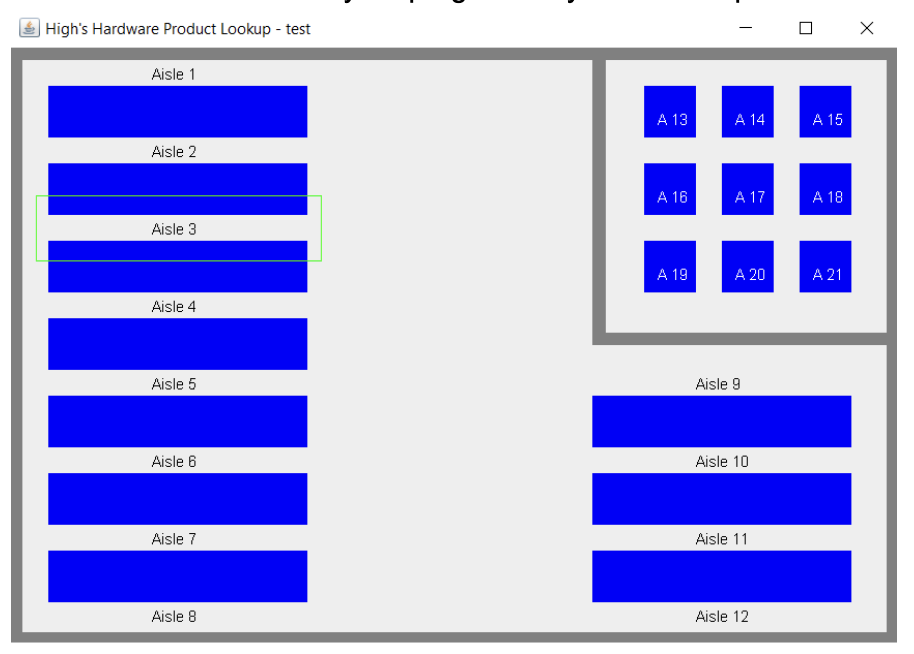 High's Hardware Product Lookup - test
Aisle 1
Aisle 2
Aisle 3
Aisle 4
Aisle 5
Aisle 6
Aisle 7
Aisle 8
A 13 A 14 A 15
A 16 A 17 A 18
A 19 A 20 A 21
Aisle 9
Aisle 10
Aisle 11
Aisle 12